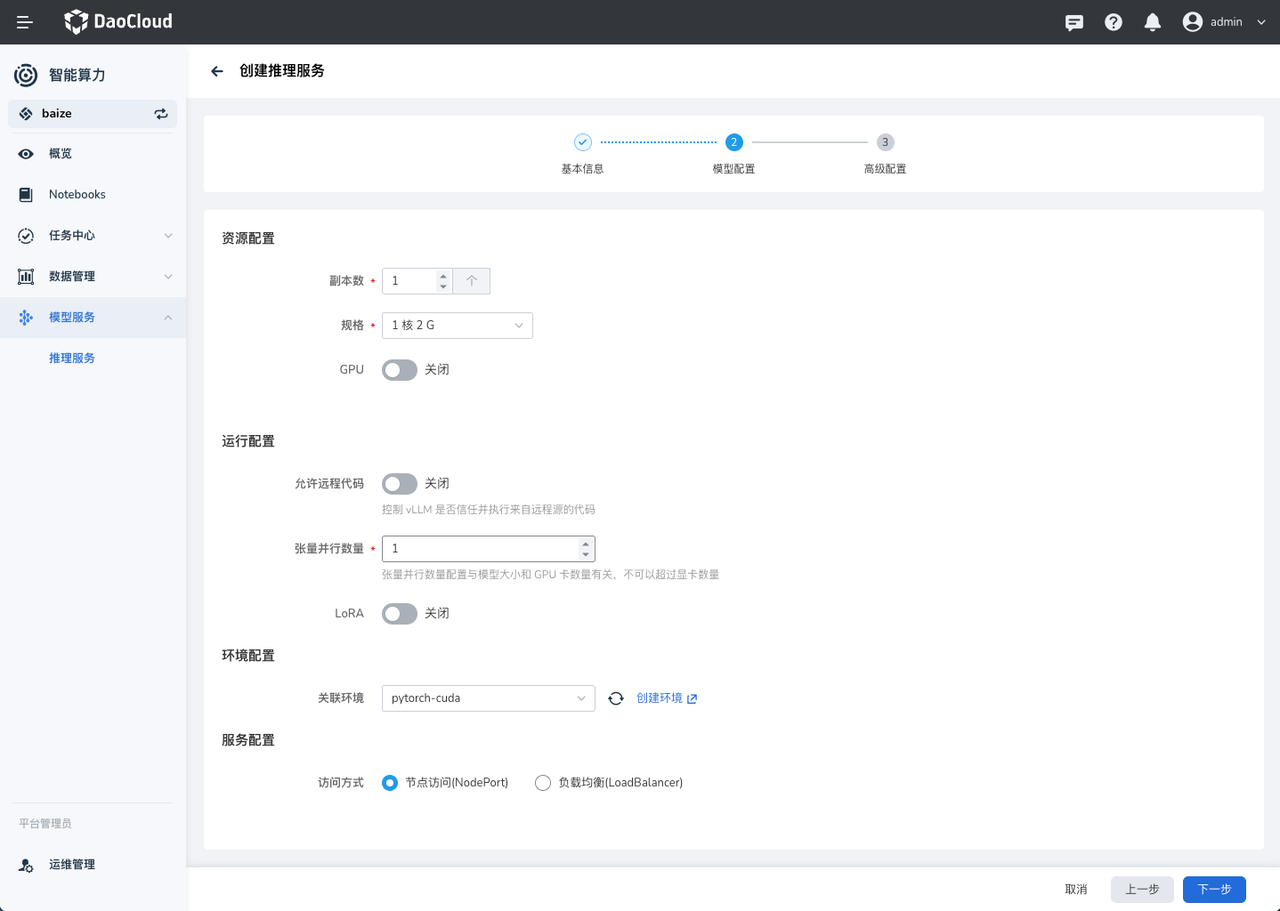 DaoCloud
admin
智能算力
baize
概览
Notebooks
任务中心
数据管理
模型服务
推理服务
平台管理员
运维管理
创建推理服务
2
3
基本信息
模型配置
高级配置
资源配置
副本数 * 1 个
规格 * 1 核 2 G
GPU 关闭
运行配置
允许远程代码 关闭
控制 vLLM 是否信任并执行来自远程源的代码
张量并行数量 * 1
张量并行数量配置与模型大小和 GPU 卡数量有关，不可以超过显卡数量
LoRA 关闭
环境配置
关联环境 pytorch-cuda 创建环境
服务配置
访问方式 节点访问(NodePort) 负载均衡(LoadBalancer)
取消 上一步 下一步